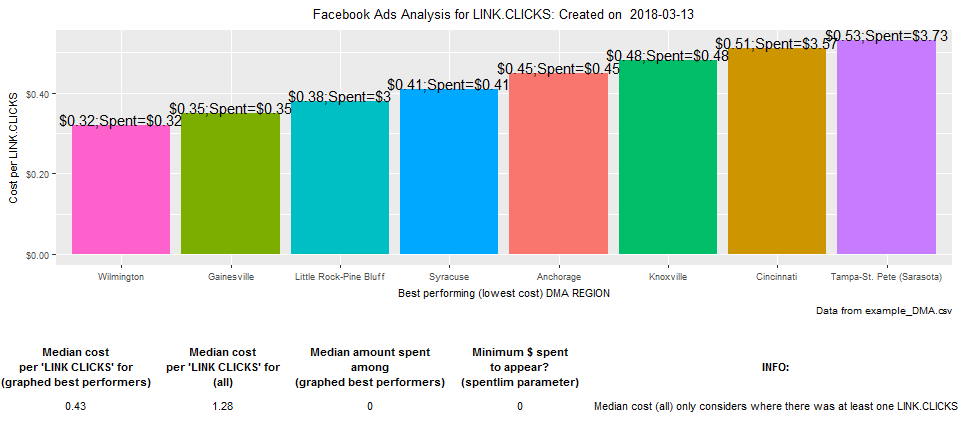 Facebook Ads Analysis for LINK.CLICKS: Created on 2018-03-13
Cost per LINK.CLICKS
$0.40
$0.20
$0.00
$0.32;Spent=$0.32
$0.35;Spent=$0.35
$0.38;Spent=$3
$0.41;Spent=$0.41
$0.45;Spent=$0.45
$0.48;Spent=$0.48
$0.51;Spent=$3.57
$0.53;Spent=$3.73
Wilmington
Gainesville
Little Rock-Pine Bluff
Syracuse
Anchorage
Knoxville
Cincinnati
Tampa-St. Pete (Sarasota)
Best performing (lowest cost) DMA REGION
Data from example_DMA.csv
Median cost
per 'LINK CLICKS' for
(graphed best performers)
0.43
Median cost
per 'LINK CLICKS' for
(all)
1.28
Median amount spent
among
(graphed best performers)
0
Minimum $ spent
to appear?
(spentlim parameter)
0
INFO:
Median cost (all) only considers where there was at least one LINK.CLICKS